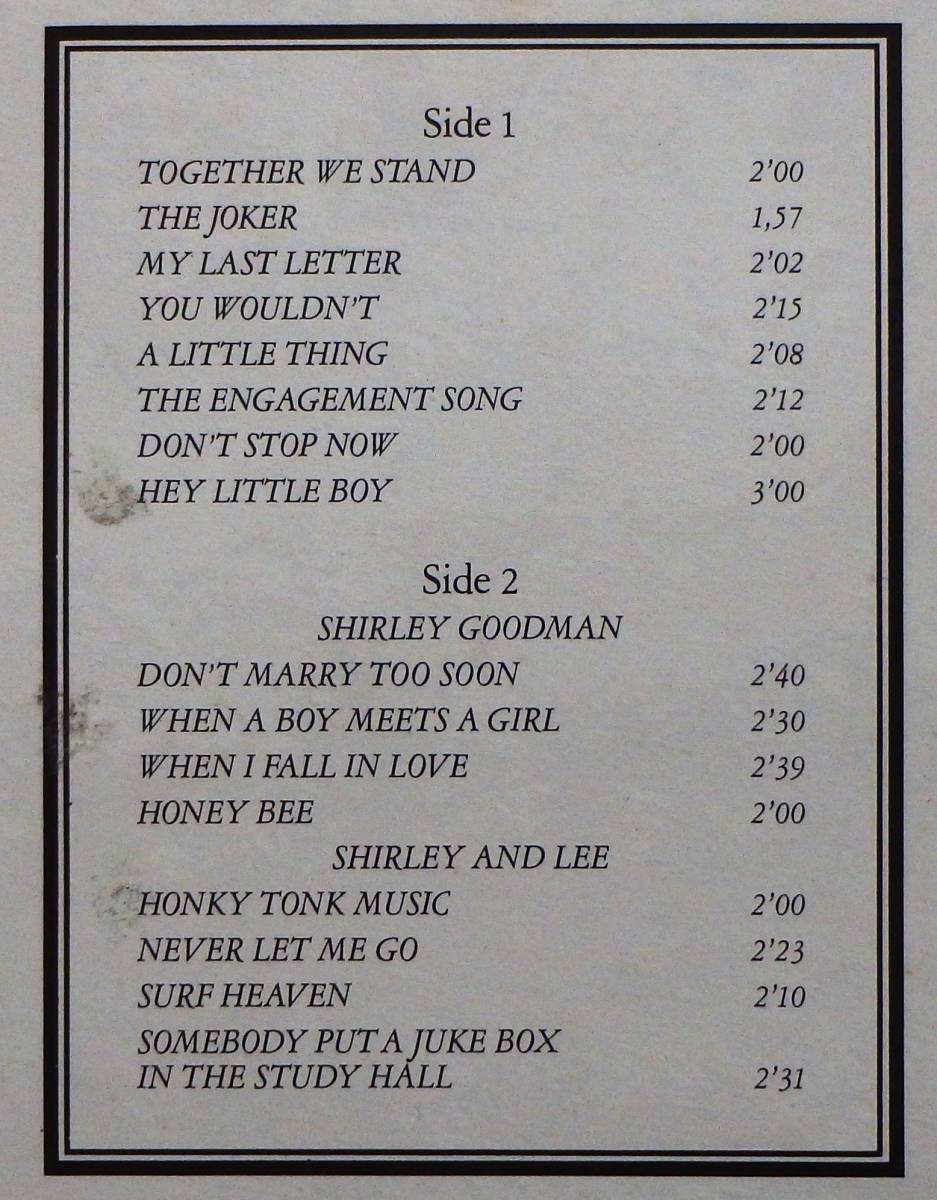 Side 1
TOGETHER WE STAND 2'00
THE JOKER 1,57
MY LAST LETTER 2'02
YOU WOULDN'T 2'15
A LITTLE THING 2'08
THE ENGAGEMENT SONG 2'12
DON'T STOP NOW 2'00
HEY LITTLE BOY 3'00
Side 2
SHIRLEY GOODMAN
DON'T MARRY TOO SOON 2'40
WHEN A BOY MEETS A GIRL 2'30
WHEN I FALL IN LOVE 2'39
HONEY BEE 2'00
SHIRLEY AND LEE
HONKY TONK MUSIC 2'00
NEVER LET ME GO 2'23
SURF HEAVEN 2'10
SOMEBODY PUT A JUKE BOX
IN THE STUDY HALL 2'31